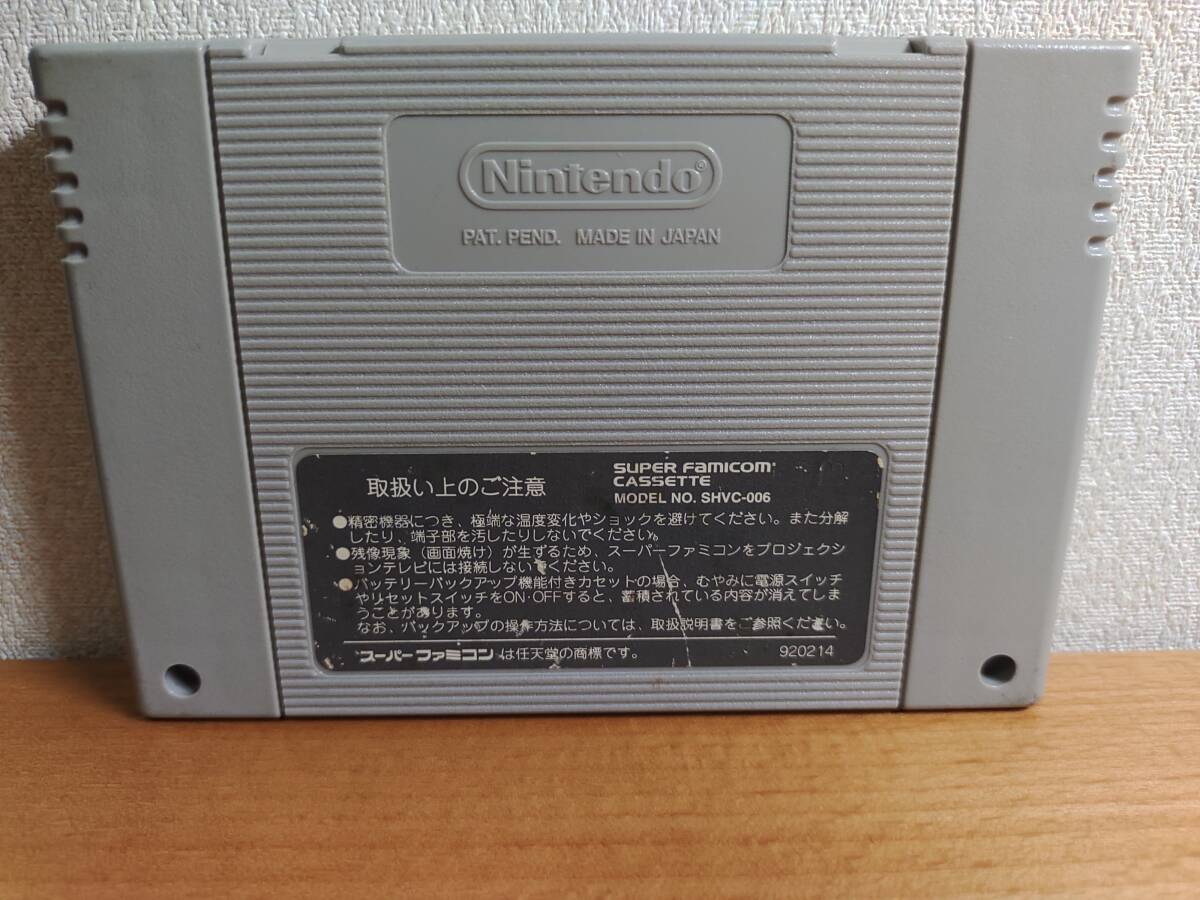 Nintendo®
PAT. PEND. MADE IN JAPAN
取扱い上のご注意
SUPER FAMICOM
CASSETTE
MODEL NO. SHVC-006
●精密機器につき、極端な温度変化やショックを避けてください。また分解
したり、端子部を汚したりしないでください。
●残像現象（画面焼け）が生ずるため、スーパーファミコンをプロジェクシ
ョンテレビには接続しないでください。
●バッテリーバックアップ機能付きカセットの場合、むやみに電源スイッチ
やリセットスイッチをON・OFFすると、蓄積されている内容が消えてしま
うことがあります。
なお、バックアップの操作方法については、取扱説明書をご参照ください。
スーパーファミコンは任天堂の商標です。
920214